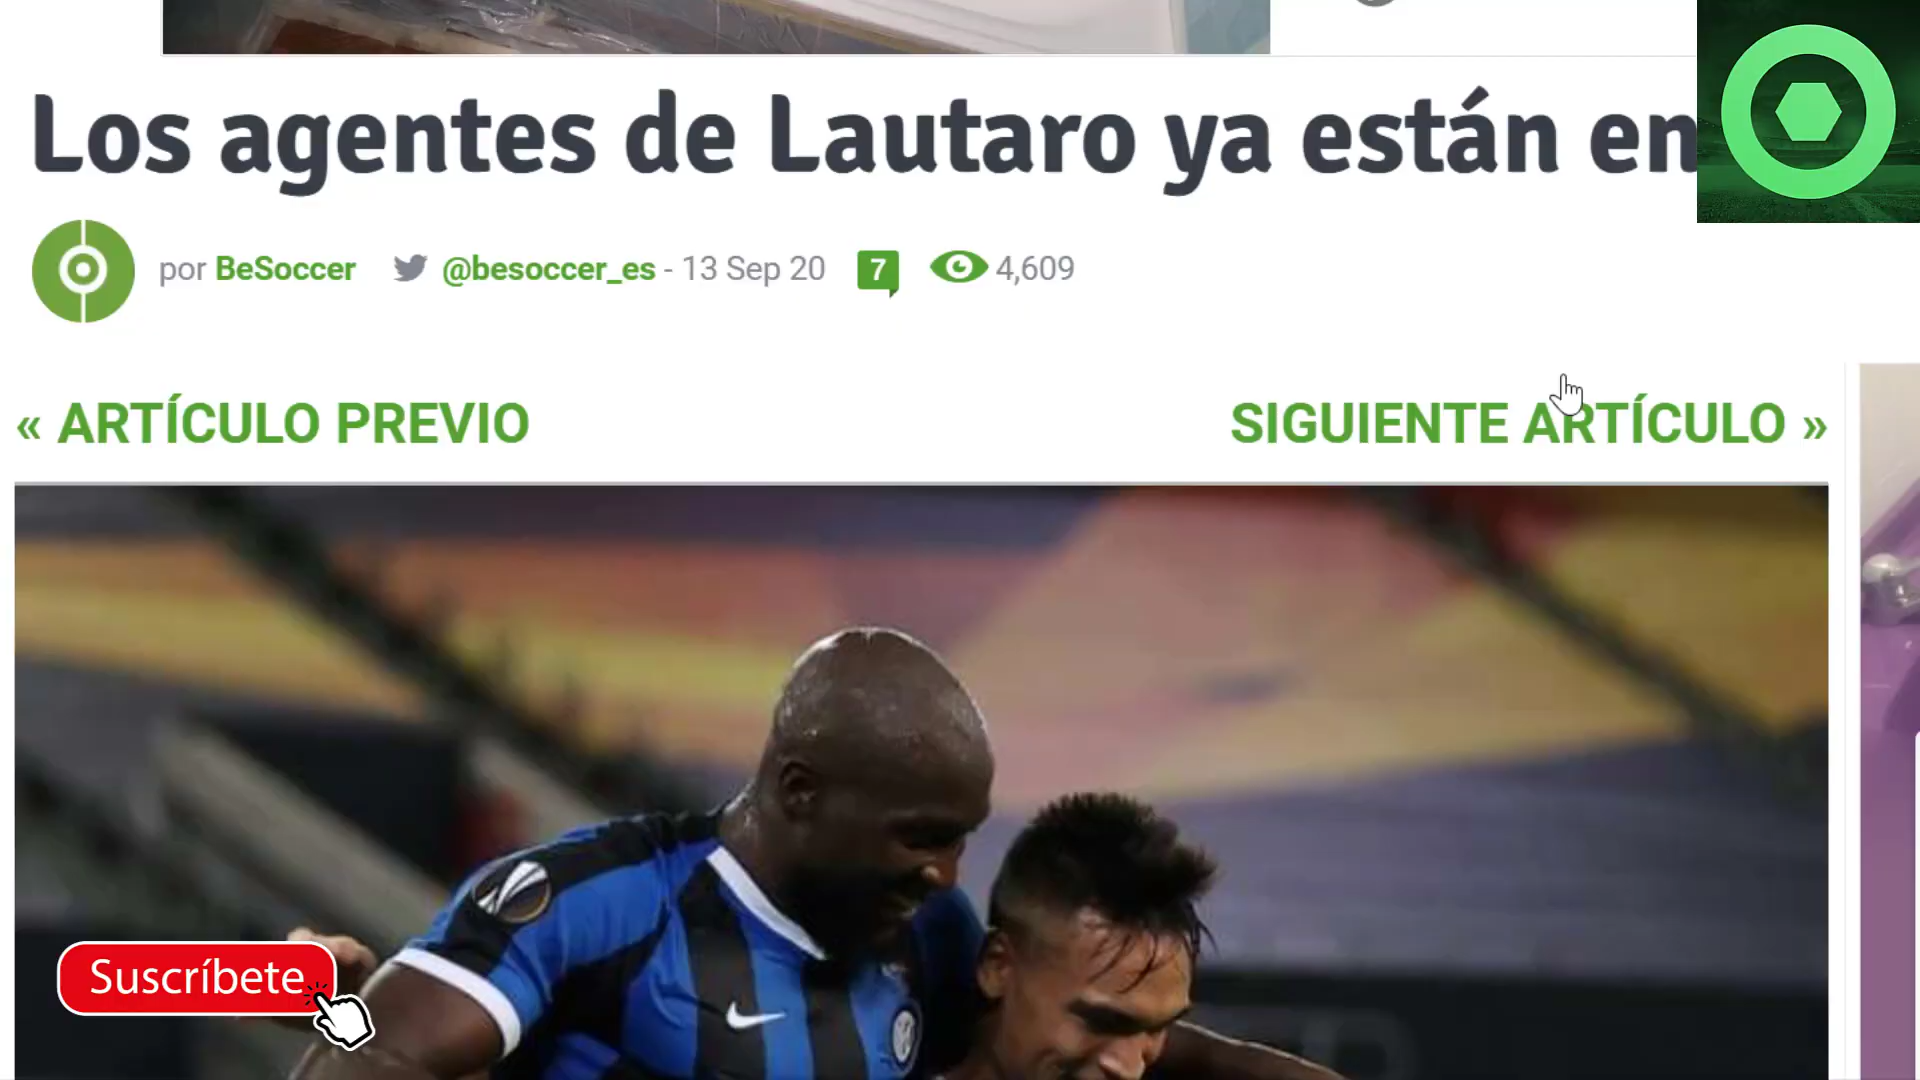 Los agentes de Lautaro ya están en
por BeSoccer @besoccer_es - 13 Sep 20 7 4,609
« ARTÍCULO PREVIO SIGUIENTE ARTÍCULO »
Suscríbete